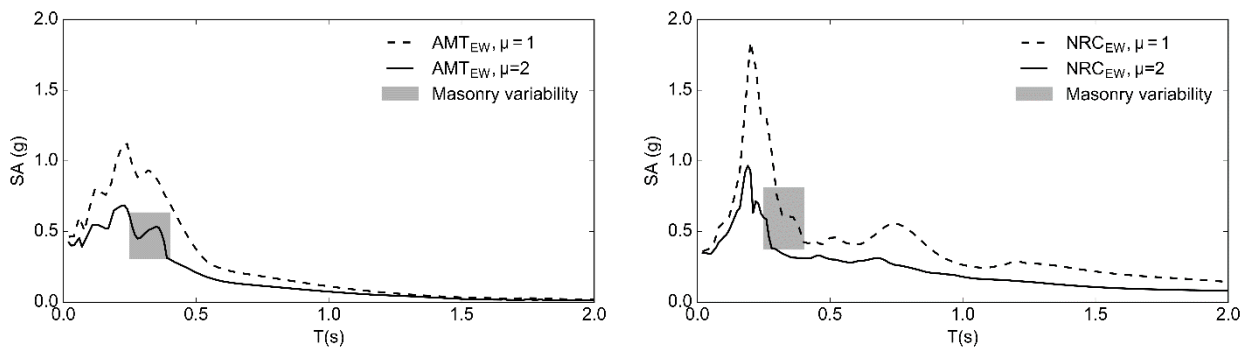 2.0
1.5
1.0
0.5
0.0
SA (g)
AMT_EW, μ = 1
AMT_EW, μ=2
Masonry variability
0.0 0.5 1.0 1.5 2.0
T(s)
2.0
1.5
1.0
0.5
0.0
SA (g)
NRC_EW, μ = 1
NRC_EW, μ=2
Masonry variability
0.0 0.5 1.0 1.5 2.0
T(s)